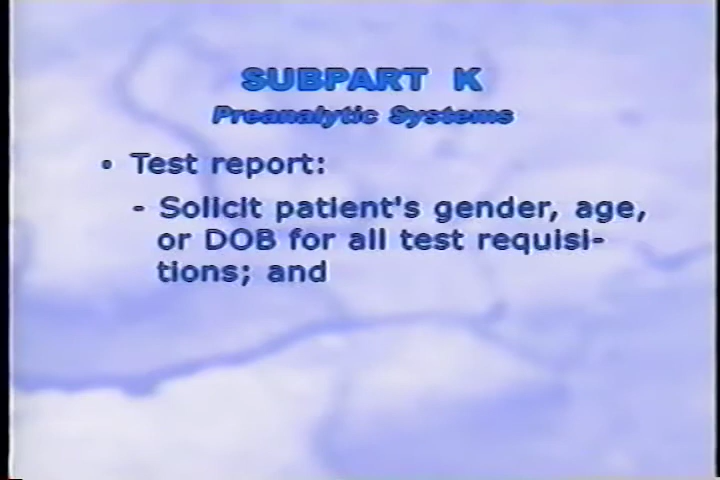 SUBPART K
Preanalytic Systems
• Test report:
- Solicit patient's gender, age,
or DOB for all test requisi-
tions; and